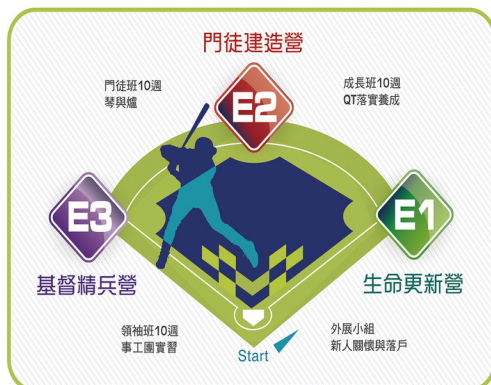 門徒建造營
門徒班10週
琴與爐
E2
成長班10週
QT落實養成
E3
基督精兵營
E1
生命更新營
領袖班10週
事工團實習
Start
外展小組
新人關懷與落戶